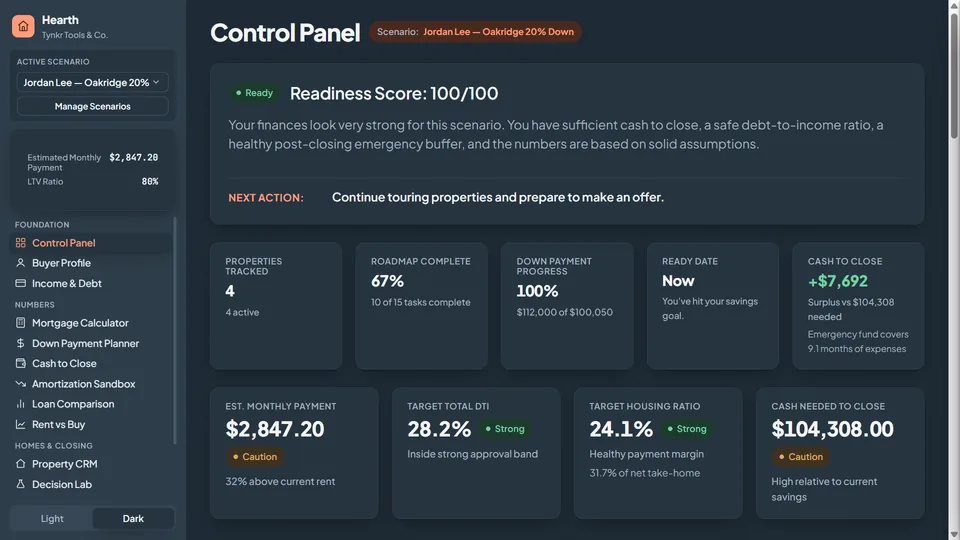 Hearth
Tynkr Tools & Co.
ACTIVE SCENARIO
Jordan Lee — Oakridge 20%
Manage Scenarios
Estimated Monthly Payment $2,847.20
LTV Ratio 80%
FOUNDATION
Control Panel
Buyer Profile
Income & Debt
NUMBERS
Mortgage Calculator
Down Payment Planner
Cash to Close
Amortization Sandbox
Loan Comparison
Rent vs Buy
HOMES & CLOSING
Property CRM
Decision Lab
Light Dark
Control Panel
Scenario: Jordan Lee — Oakridge 20% Down
Ready
Readiness Score: 100/100
Your finances look very strong for this scenario. You have sufficient cash to close, a safe debt-to-income ratio, a
healthy post-closing emergency buffer, and the numbers are based on solid assumptions.
NEXT ACTION: Continue touring properties and prepare to make an offer.
PROPERTIES
TRACKED
4
4 active
ROADMAP COMPLETE
67%
10 of 15 tasks complete
DOWN PAYMENT
PROGRESS
100%
$112,000 of $100,050
READY DATE
Now
You've hit your savings
goal.
CASH TO CLOSE
+$7,692
Surplus vs $104,308
needed
Emergency fund covers
9.1 months of expenses
EST. MONTHLY PAYMENT
$2,847.20
Caution
32% above current rent
TARGET TOTAL DTI
28.2% Strong
Inside strong approval band
TARGET HOUSING RATIO
24.1% Strong
Healthy payment margin
31.7% of net take-home
CASH NEEDED TO CLOSE
$104,308.00
Caution
High relative to current
savings